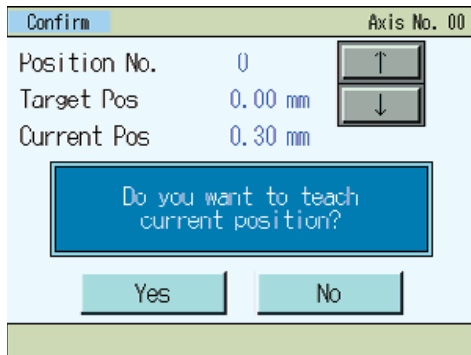 Confirm Axis No. 00
Position No. 0 ↑
Target Pos 0.00 mm ↓
Current Pos 0.30 mm
Do you want to teach
current position?
Yes No